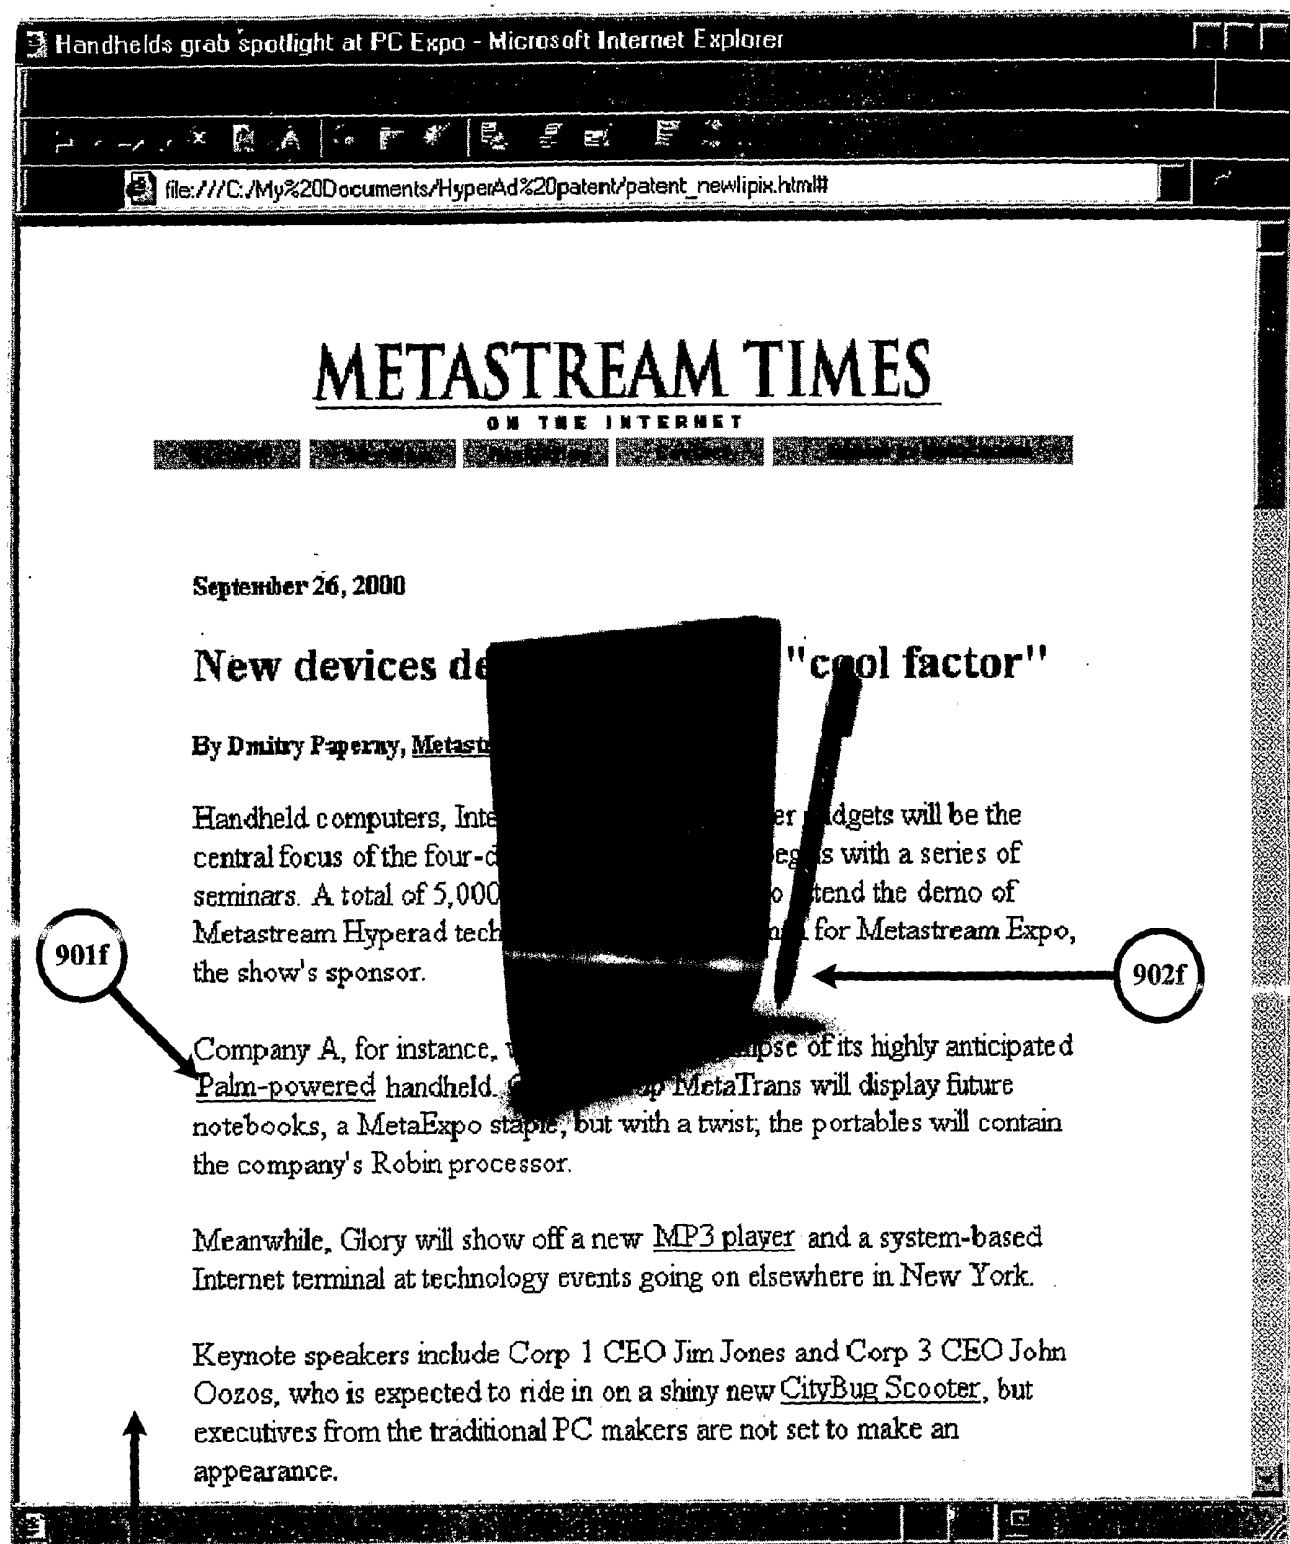 Handhelds grab spotlight at PC Expo - Microsoft Internet Explorer
file:///C:/My%20Documents/HyperAd%20patent/patent_newlipix.html#
METASTREAM TIMES
ON THE INTERNET
September 26, 2000
New devices de "cool factor"
By Dmitry Paperny, Metast
Handheld computers, Inte er gadgets will be the
central focus of the four-d begins with a series of
seminars. A total of 5,000 o attend the demo of
Metastream Hyperad tech for Metastream Expo,
901f
the show's sponsor.
902f
Company A, for instance, of its highly anticipated
Palm-powered handheld. MetaTrans will display future
notebooks, a MetaExpo staple, but with a twist; the portables will contain
the company's Robin processor.
Meanwhile, Glory will show off a new MP3 player and a system-based
Internet terminal at technology events going on elsewhere in New York.
Keynote speakers include Corp 1 CEO Jim Jones and Corp 3 CEO John
Oozos, who is expected to ride in on a shiny new CityBug Scooter, but
executives from the traditional PC makers are not set to make an
appearance.